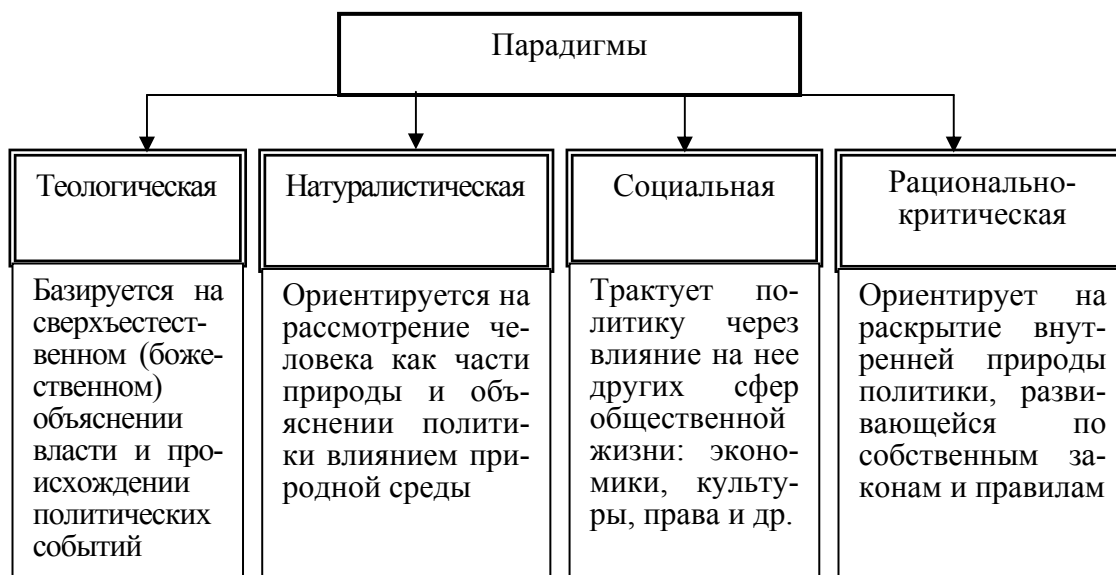 Парадигмы
Теологическая
Базируется на
сверхъестест-
венном (боже-
ственном)
объяснении
власти и про-
исхождении
политических
событий
Натуралистическая
Ориентируется на
рассмотрение че-
ловека как части
природы и объ-
яснении полити-
ки влиянием при-
родной среды
Социальная
Трактует по-
литику через
влияние на нее
других сфер
общественной
жизни: эконо-
мики, культу-
ры, права и др.
Рационально-
критическая
Ориентирует на
раскрытие внут-
ренней природы
политики, разви-
вающейся по
собственным за-
конам и правилам